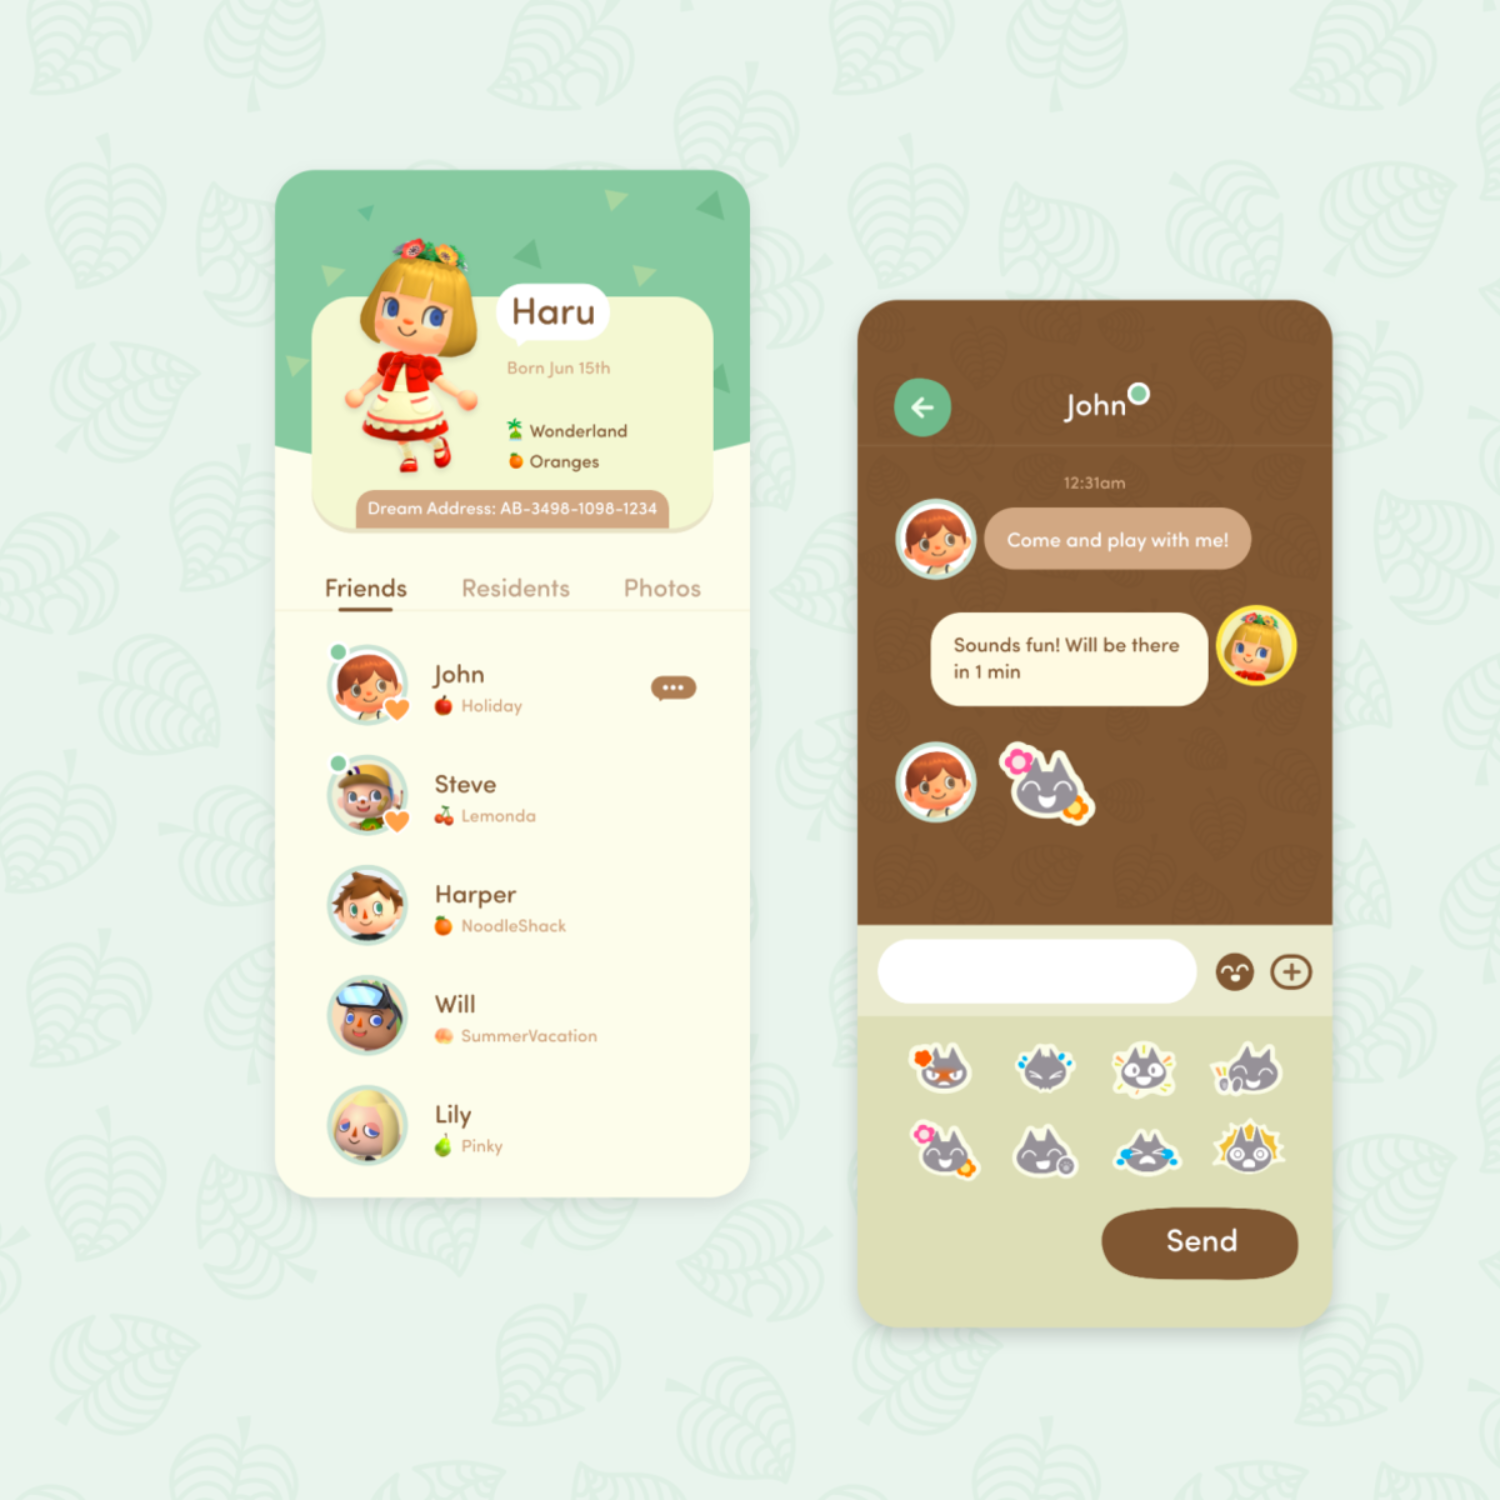 Haru
Born Jun 15th
Wonderland
Oranges
Dream Address: AB-3498-1098-1234
Friends
Residents
Photos
John
Holiday
Steve
Lemonda
Harper
NoodleShack
Will
SummerVacation
Lily
Pinky
John
12:31am
Come and play with me!
Sounds fun! Will be there
in 1 min
Send